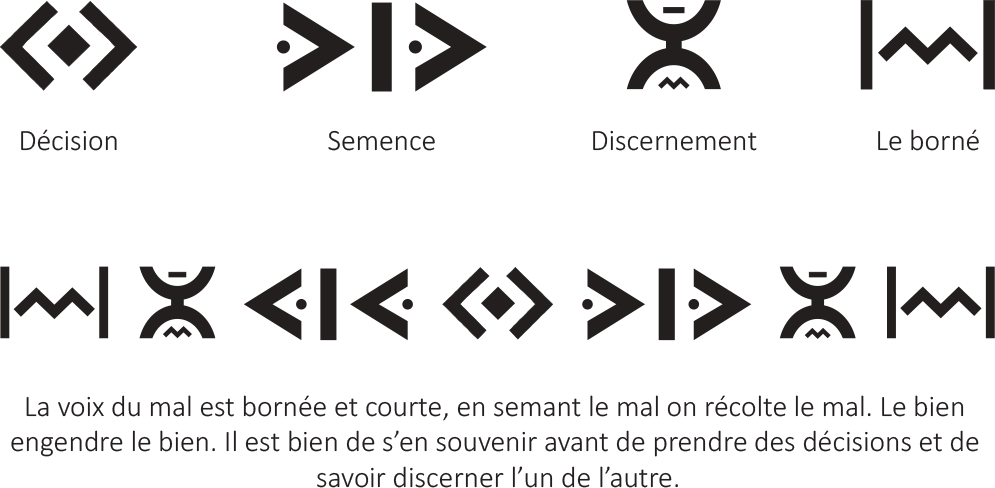 Décision
Semence
Discernement
Le borné
La voix du mal est bornée et courte, en semant le mal on récolte le mal. Le bien
engendre le bien. Il est bien de s’en souvenir avant de prendre des décisions et de
savoir discerner l’un de l’autre.